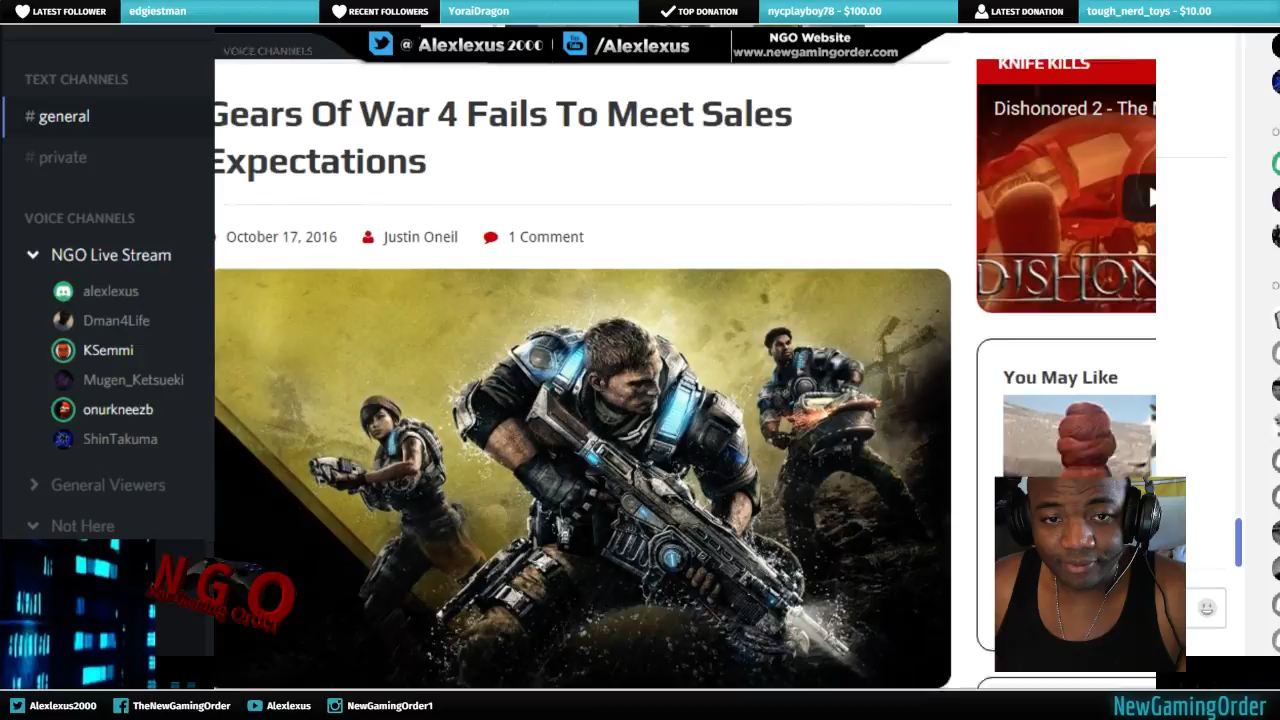 LATEST FOLLOWER
edgiestman
RECENT FOLLOWERS
YoraiDragon
TOP DONATION
nycplayboy78 - $100.00
LATEST DONATION
tough_nerd_toys - $10.00
VOICE CHANNELS
@ Alexlexus 2000
/Alexlexus
NGO Website
www.newgamingorder.com
TEXT CHANNELS
# general
# private
VOICE CHANNELS
NGO Live Stream
alexlexus
Dman4Life
KSemmi
Mugen_Ketsueki
onurkneezb
ShinTakuma
General Viewers
Not Here
Gears Of War 4 Fails To Meet Sales
Expectations
October 17, 2016
Justin Oneil
1 Comment
KNIFE KILLS
Dishonored 2 - The
DISHON
You May Like
NGO
New Gaming Order
Alexlexus2000
TheNewGamingOrder
Alexlexus
NewGamingOrder1
NewGamingOrder